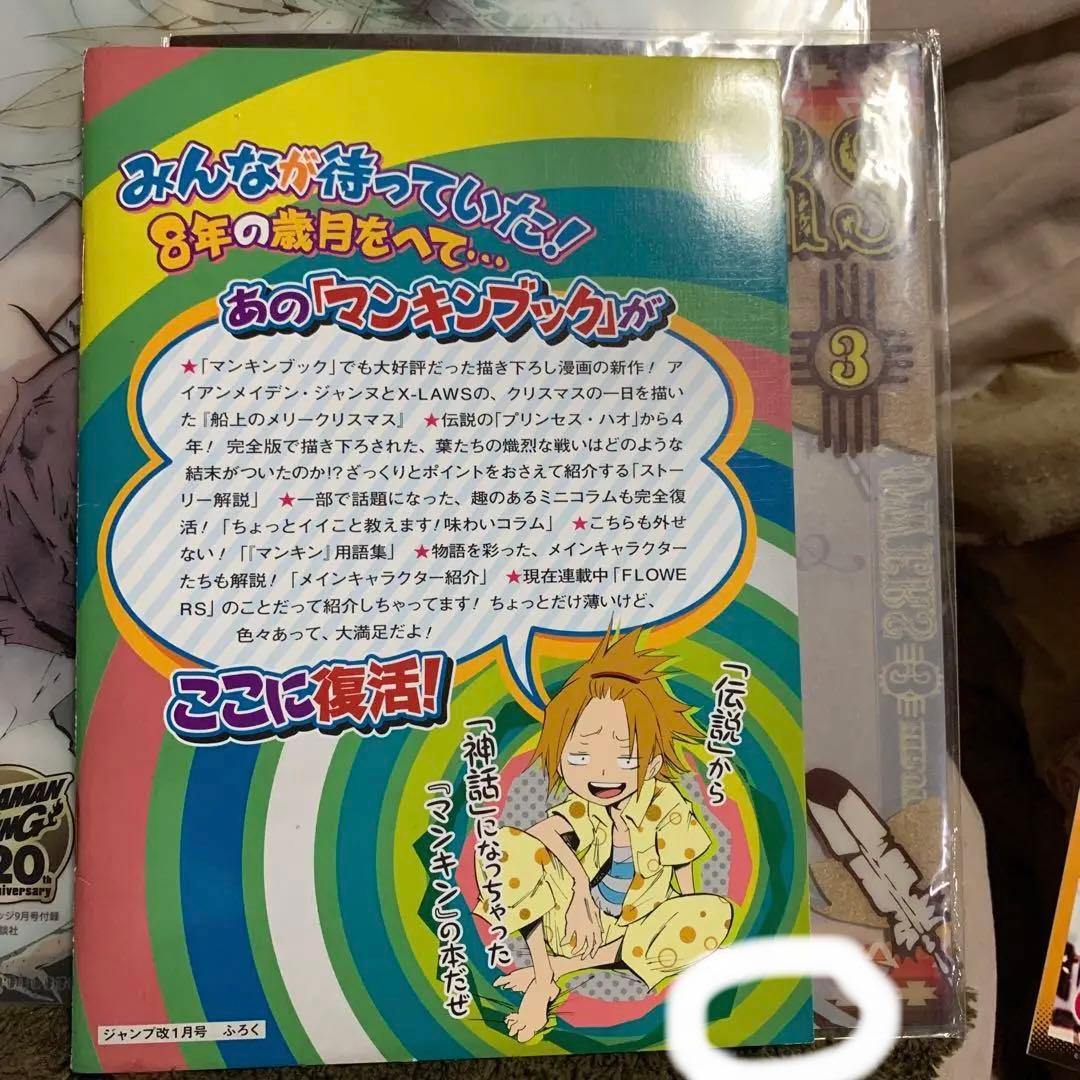 みんなが待っていた!
8年の歳月をへて…
あの「マンキンブック」が
★「マンキンブック」でも大好評だった描き下ろし漫画の新作! ア
イアンメイデン・ジャンヌとX-LAWSの、クリスマスの一日を描い
た『船上のメリークリスマス』 ★伝説の「プリンセス・ハオ」から4
年! 完全版で描き下ろされた、葉たちの熾烈な戦いはどのような
結末がついたのか!? ざっくりとポイントをおさえて紹介する「ストー
リー解説」 ★一部で話題になった、趣のあるミニコラムも完全復
活! 「ちょっとイイこと教えます! 味わいコラム」 ★こちらも外せ
ない! 「『マンキン』用語集」 ★物語を彩った、メインキャラクター
たちも解説! 「メインキャラクター紹介」 ★現在連載中「FLOWE
RS」のことだって紹介しちゃってます! ちょっとだけ薄いけど、
色々あって、大満足だよ!
ここに復活!
「伝説」から
「神話」になっちゃった
「マンキン」の本だぜ
ジャンプ改1月号 ふろく
RS
3
AMAN
NG
20th
niversary
ッジ9月号付録
談社